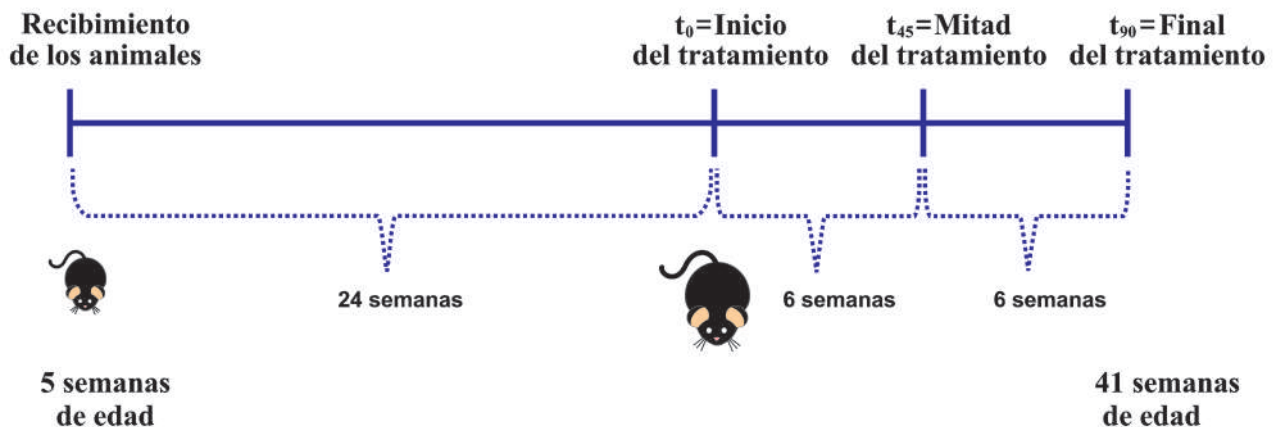 Recibimiento
de los animales
t₀=Inicio
del tratamiento
t₄₅=Mitad
del tratamiento
t₉₀=Final
del tratamiento
24 semanas
6 semanas
6 semanas
5 semanas
de edad
41 semanas
de edad